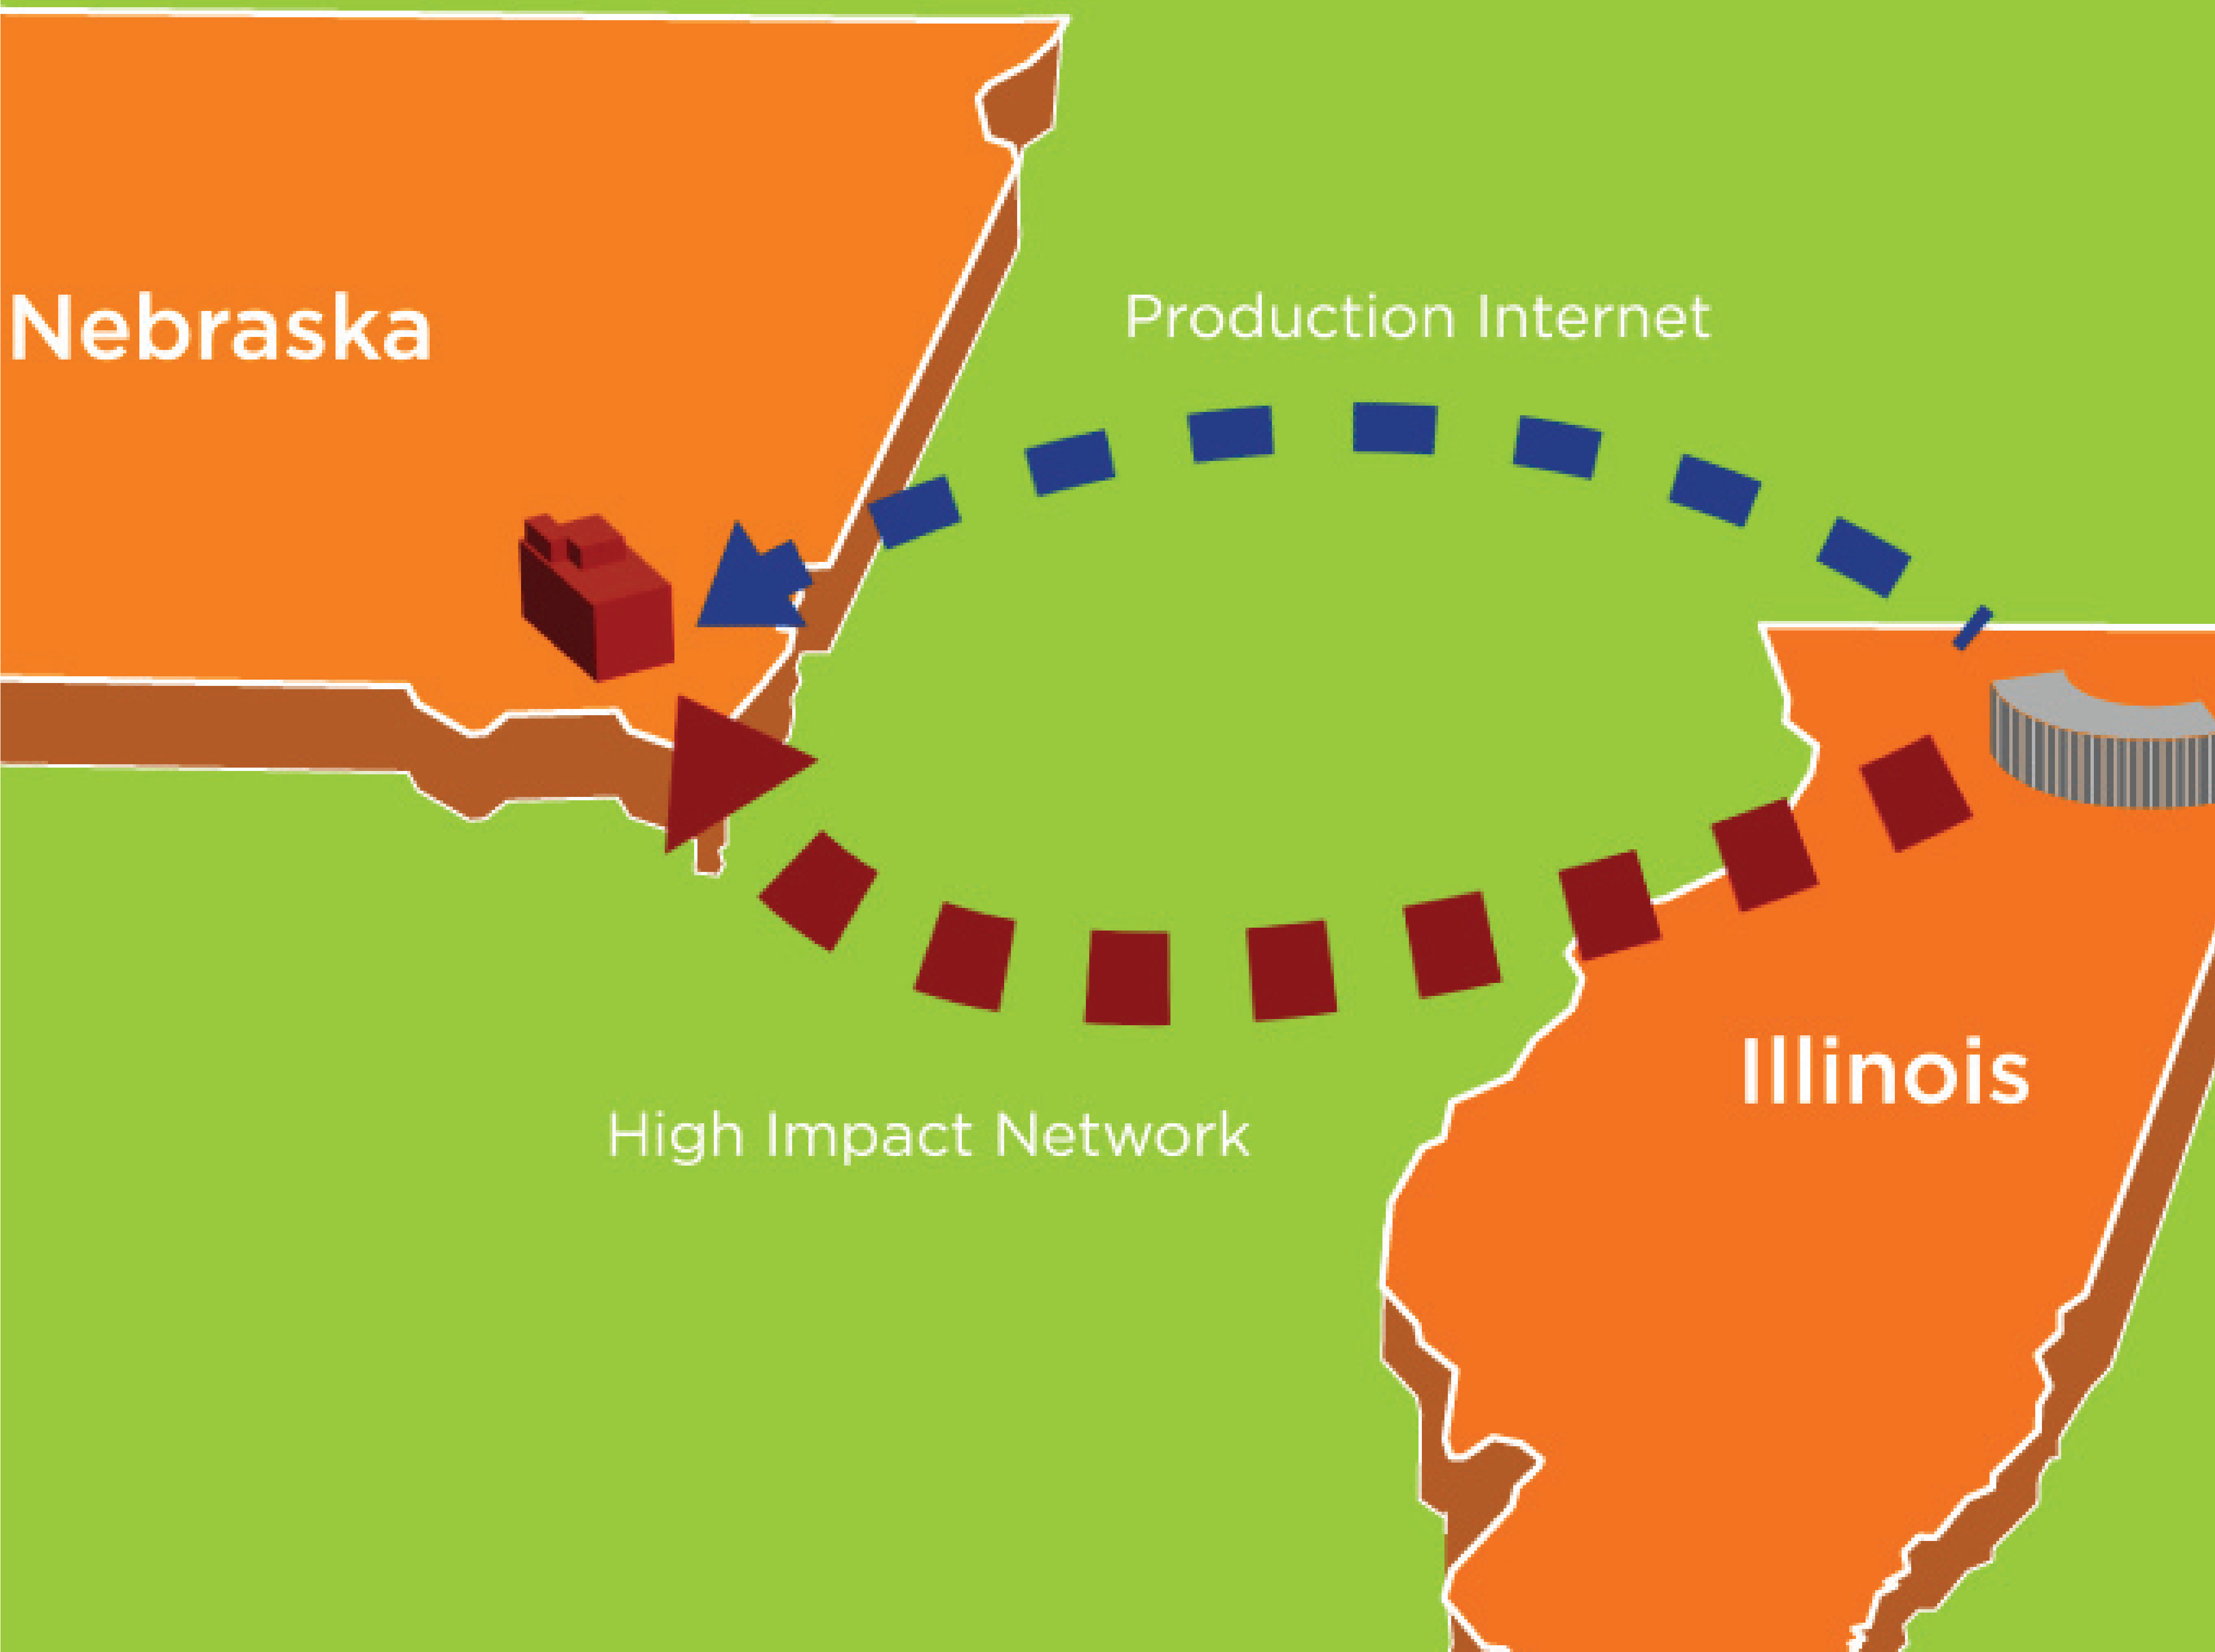 Nebraska
Production Internet
Illinois
High Impact Network